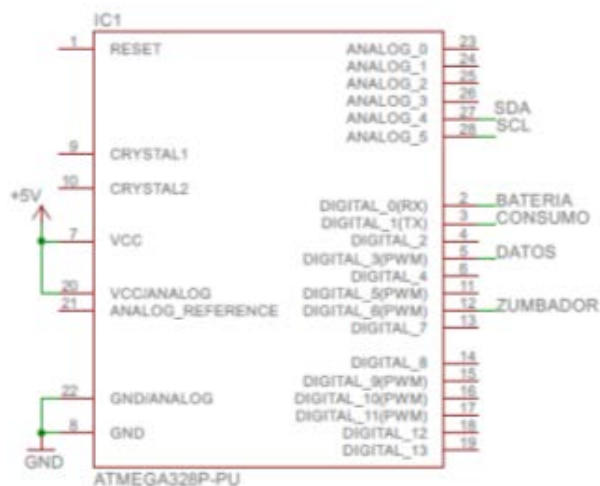 IC1
1 RESET ANALOG_0 23
ANALOG_1 24
ANALOG_2 25
ANALOG_3 26
ANALOG_4 27 SDA
ANALOG_5 28 SCL
9 CRYSTAL1
10 CRYSTAL2
+5V
DIGITAL_0(RX) 2 BATERIA
DIGITAL_1(TX) 3 CONSUMO
7 VCC DIGITAL_2 4
DIGITAL_3(PWM) 5 DATOS
DIGITAL_4 6
20 VCC/ANALOG DIGITAL_5(PWM) 11
21 ANALOG_REFERENCE DIGITAL_6(PWM) 12 ZUMBADOR
DIGITAL_7 13
DIGITAL_8 14
DIGITAL_9(PWM) 15
22 GND/ANALOG DIGITAL_10(PWM) 16
DIGITAL_11(PWM) 17
8 GND DIGITAL_12 18
DIGITAL_13 19
GND
ATMEGA328P-PU